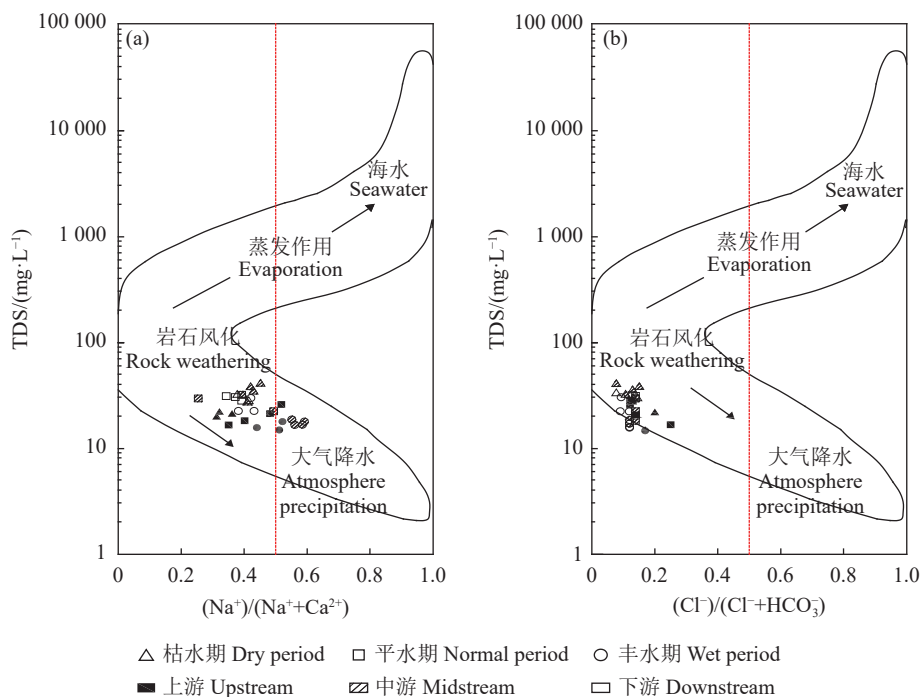 100 000
10 000
1 000
100
10
1
TDS/(mg·L⁻¹)
(a)
海水
Seawater
蒸发作用
Evaporation
岩石风化
Rock weathering
大气降水
Atmosphere
precipitation
0
0.2
0.4
0.6
0.8
1.0
(Na⁺)/(Na⁺+Ca²⁺)
100 000
10 000
1 000
100
10
1
TDS/(mg·L⁻¹)
(b)
海水
Seawater
蒸发作用
Evaporation
岩石风化
Rock weathering
大气降水
Atmosphere
precipitation
0
0.2
0.4
0.6
0.8
1.0
(Cl⁻)/(Cl⁻+HCO₃⁻)
枯水期 Dry period 平水期 Normal period 丰水期 Wet period
上游 Upstream 中游 Midstream 下游 Downstream